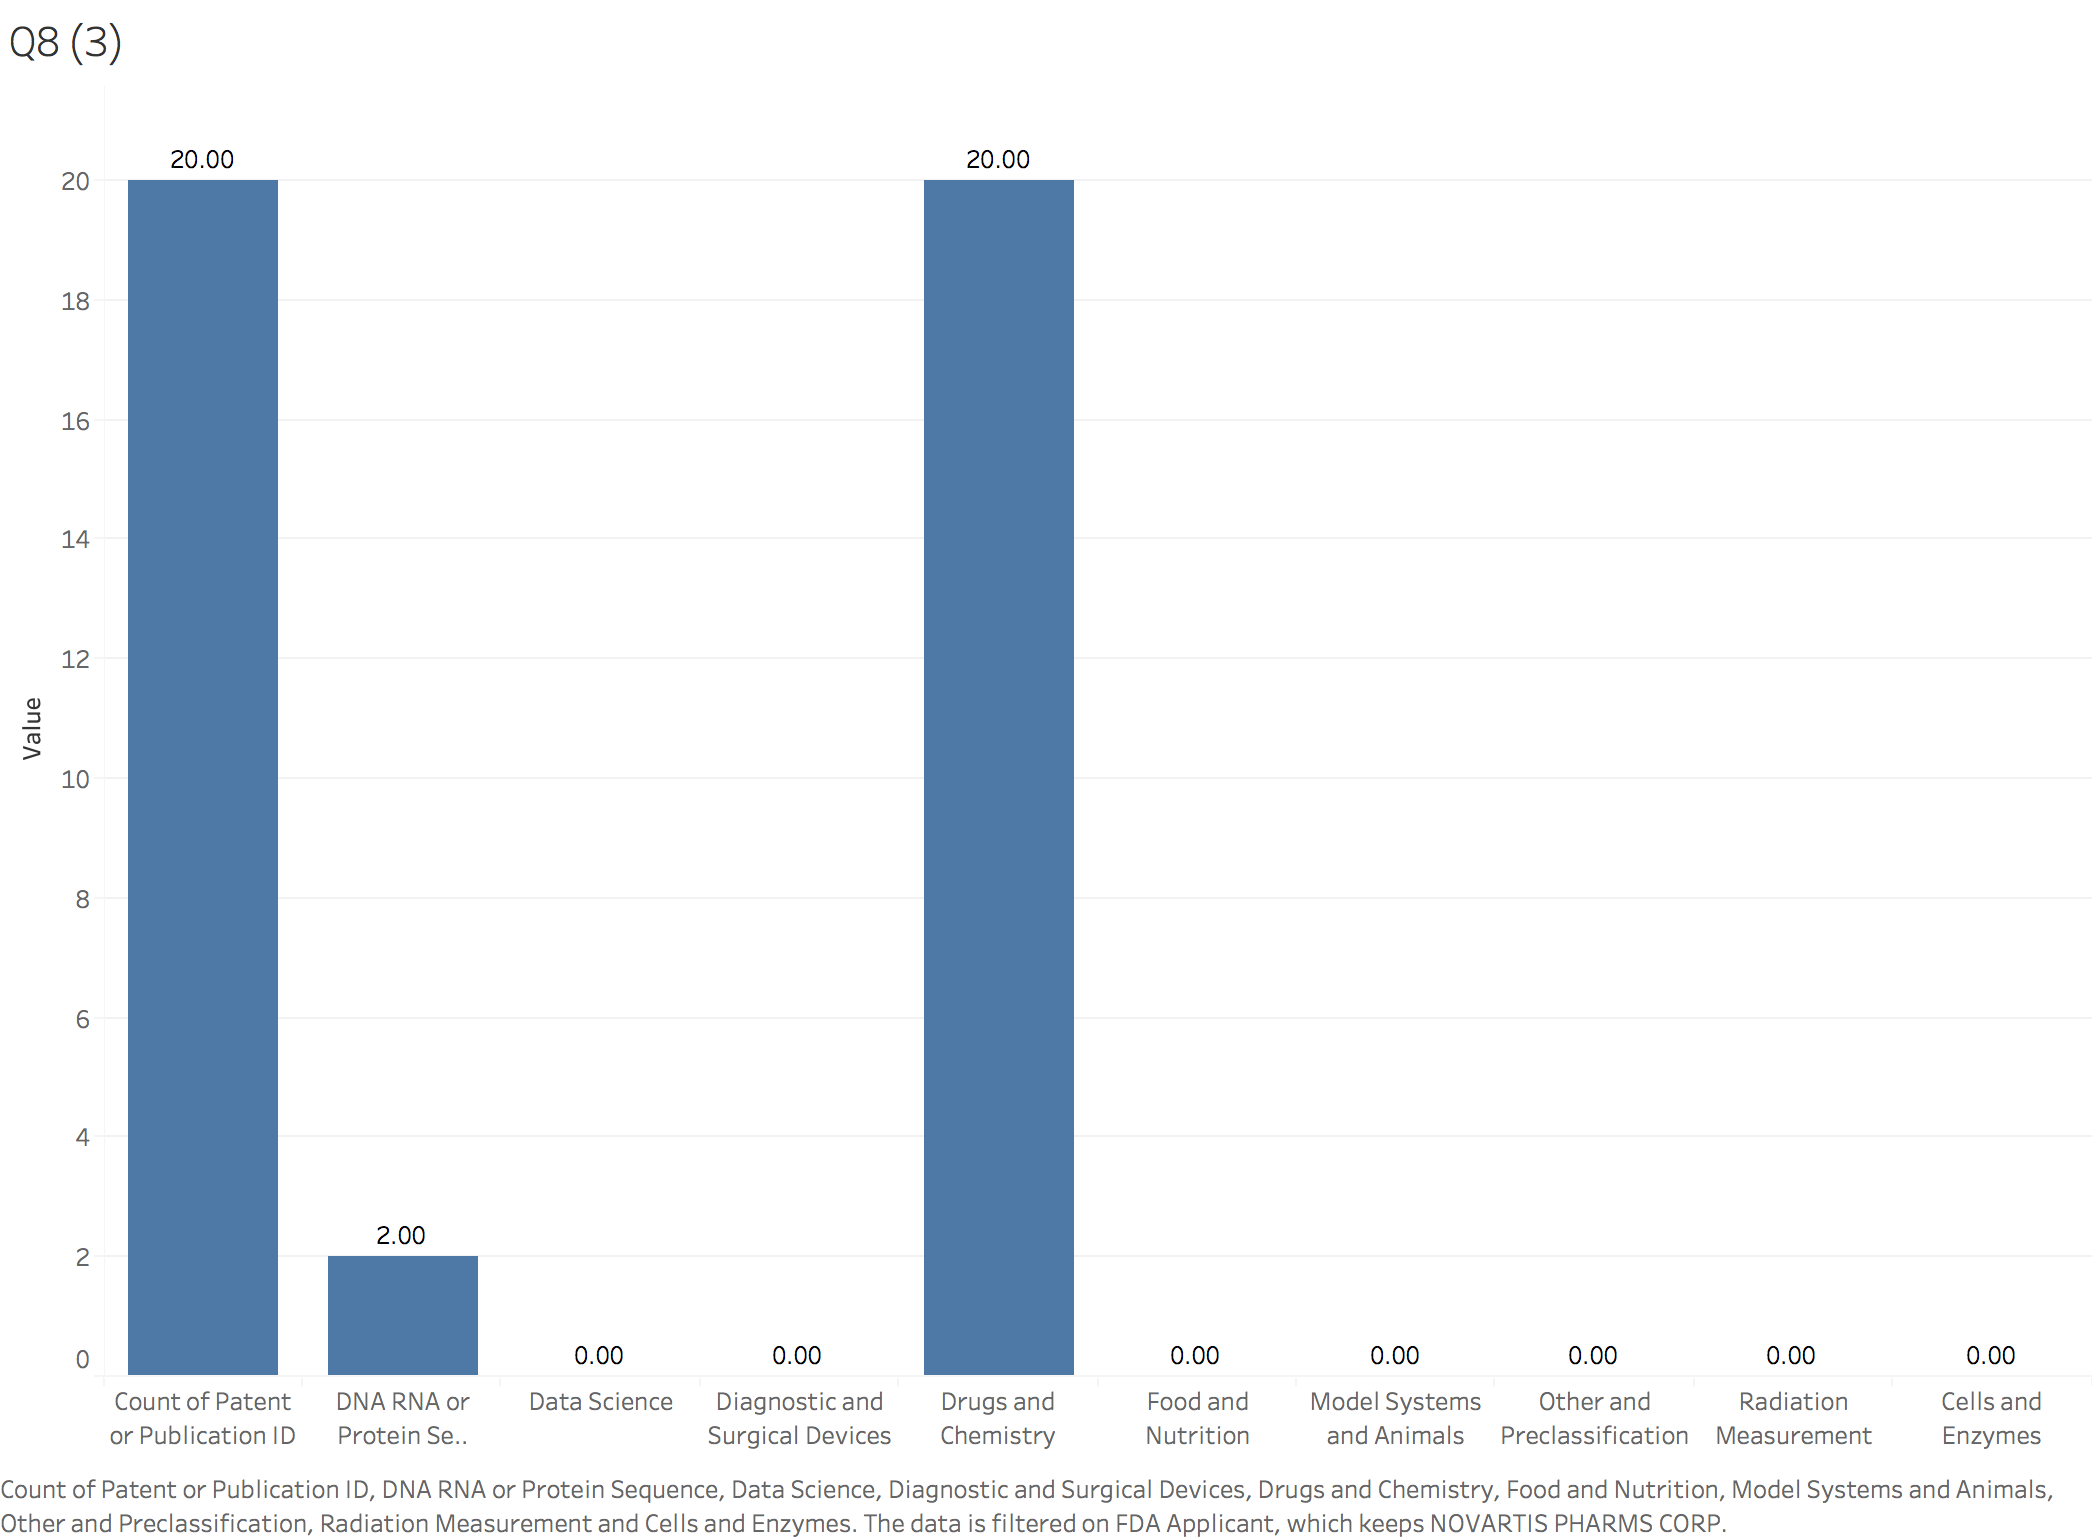 Q8 (3)
20.00
20.00
20
18
16
14
12
Value
10
8
6
4
2.00
2
0.00
0.00
0.00
0.00
0.00
0.00
0.00
0
Count of Patent
or Publication ID
DNA RNA or
Protein Se..
Data Science
Diagnostic and
Surgical Devices
Drugs and
Chemistry
Food and
Nutrition
Model Systems
and Animals
Other and
Preclassification
Radiation
Measurement
Cells and
Enzymes
Count of Patent or Publication ID, DNA RNA or Protein Sequence, Data Science, Diagnostic and Surgical Devices, Drugs and Chemistry, Food and Nutrition, Model Systems and Animals,
Other and Preclassification, Radiation Measurement and Cells and Enzymes. The data is filtered on FDA Applicant, which keeps NOVARTIS PHARMS CORP.